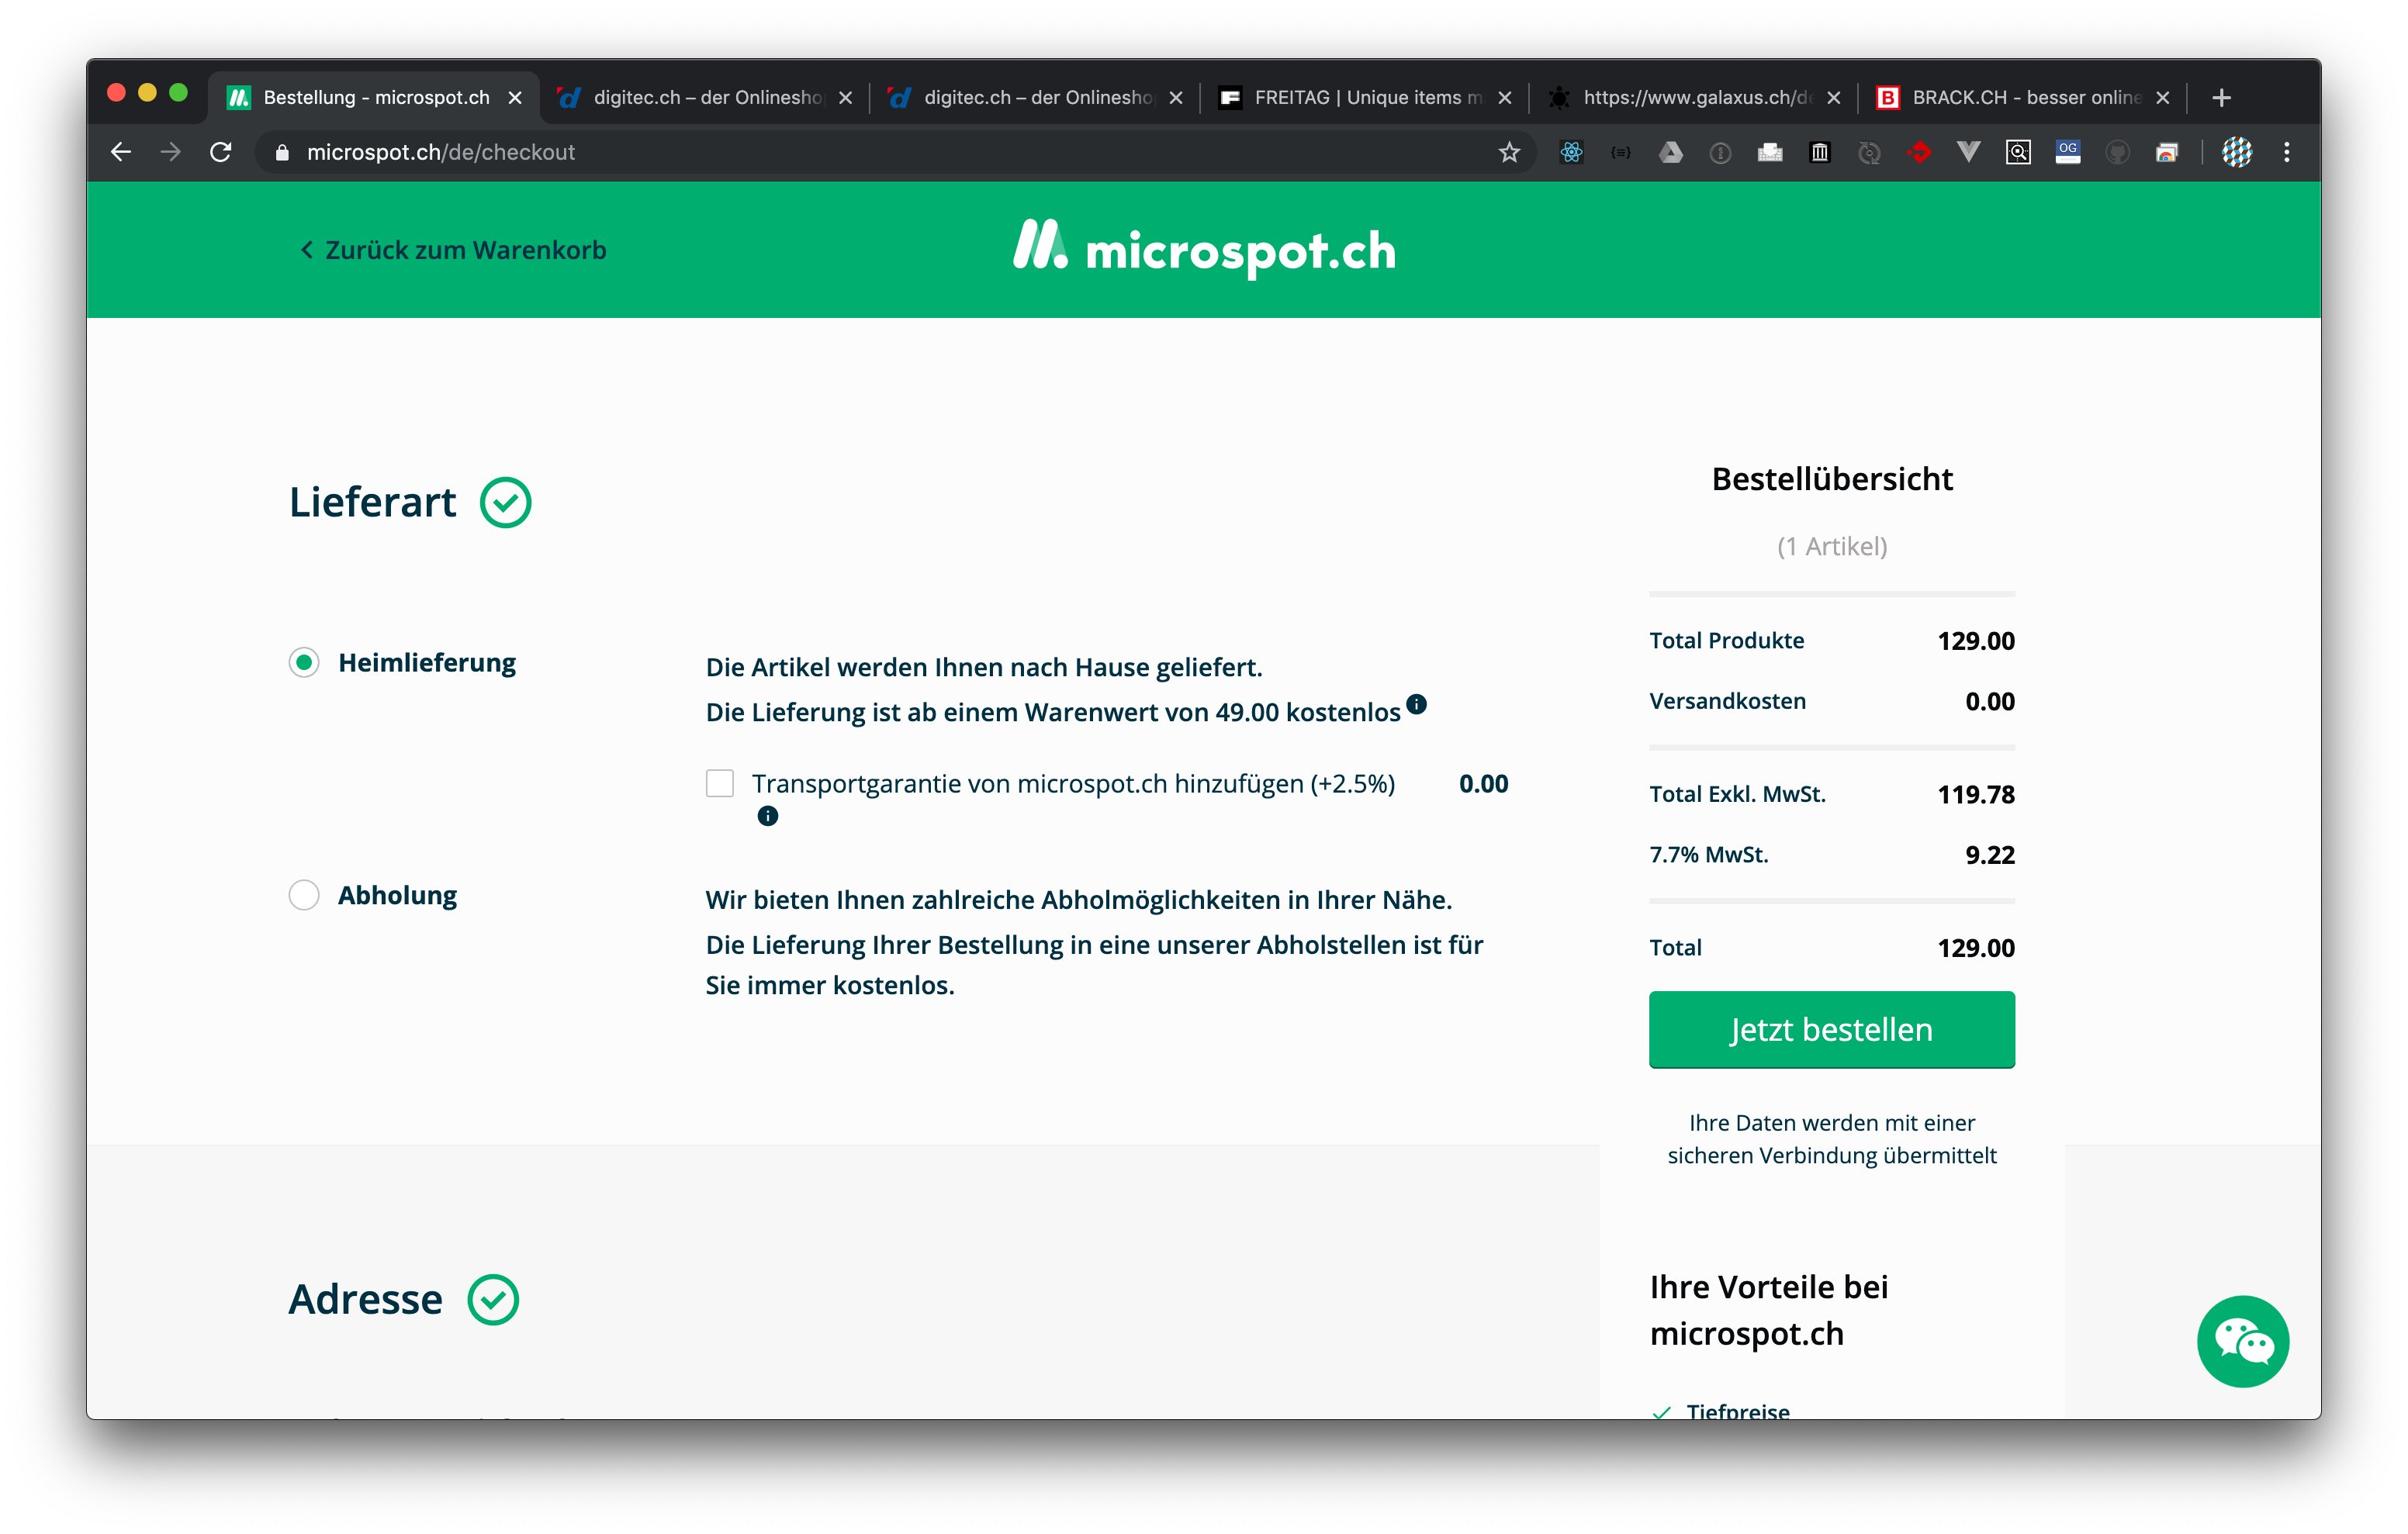 Bestellung - microspot.ch
digitec.ch – der Onlinesho
digitec.ch – der Onlinesho
FREITAG | Unique items m
https://www.galaxus.ch/de
BRACK.CH - besser online
microspot.ch/de/checkout
OG
Zurück zum Warenkorb
microspot.ch
Lieferart
Heimlieferung
Die Artikel werden Ihnen nach Hause geliefert.
Die Lieferung ist ab einem Warenwert von 49.00 kostenlos
Transportgarantie von microspot.ch hinzufügen (+2.5%) 0.00
Abholung
Wir bieten Ihnen zahlreiche Abholmöglichkeiten in Ihrer Nähe.
Die Lieferung Ihrer Bestellung in eine unserer Abholstellen ist für
Sie immer kostenlos.
Adresse
Bestellübersicht
(1 Artikel)
Total Produkte 129.00
Versandkosten 0.00
Total Exkl. MwSt. 119.78
7.7% MwSt. 9.22
Total 129.00
Jetzt bestellen
Ihre Daten werden mit einer
sicheren Verbindung übermittelt
Ihre Vorteile bei
microspot.ch
Tiefpreise